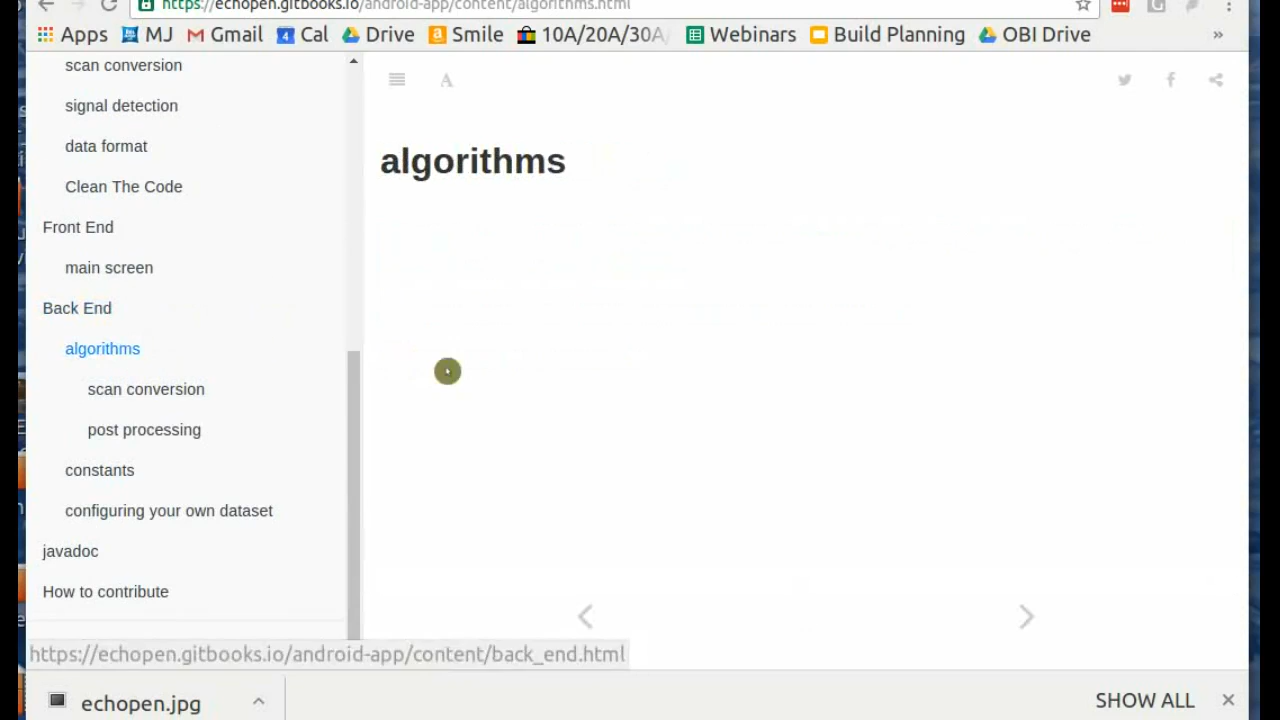 https://echopen.gitbooks.io/android-app/content/algorithms.html
Apps MJ Gmail Cal Drive Smile 10A/20A/30A Webinars Build Planning OBI Drive »
scan conversion
signal detection
data format
Clean The Code
Front End
main screen
Back End
algorithms
scan conversion
post processing
constants
configuring your own dataset
javadoc
How to contribute
A
algorithms
https://echopen.gitbooks.io/android-app/content/back_end.html
echopen.jpg
SHOW ALL